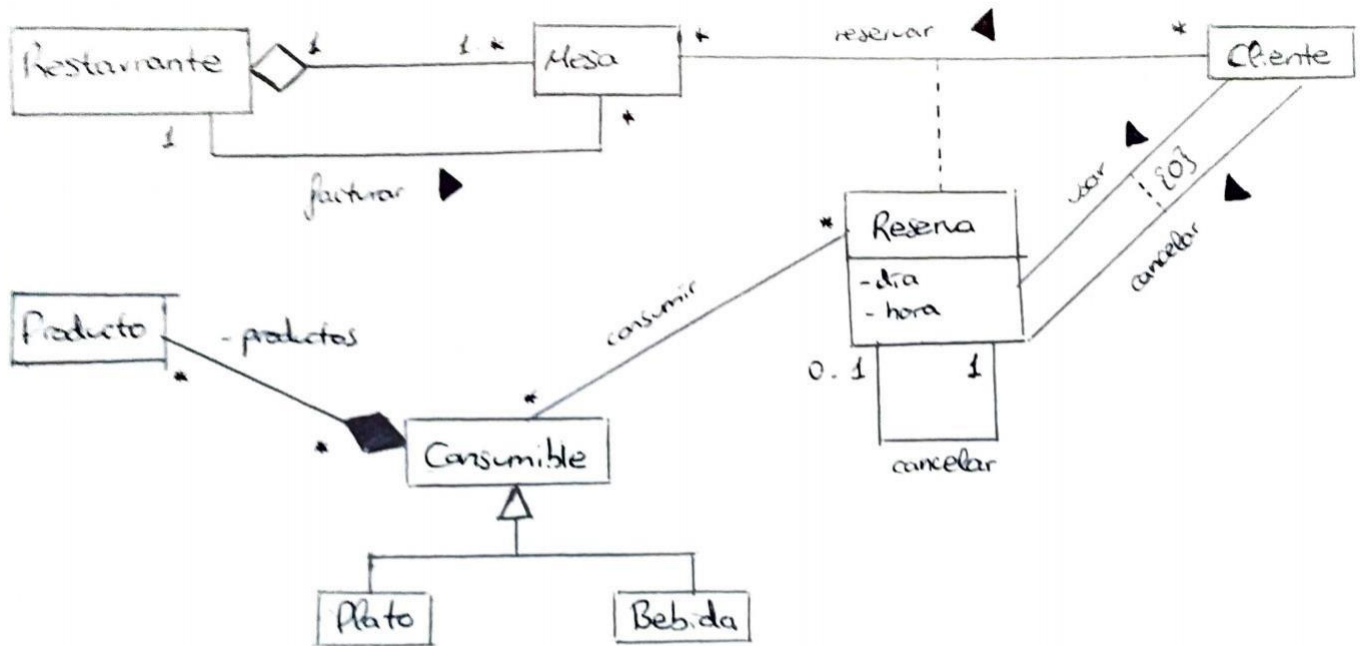 Restaurante
1
1..*
Mesa
*
reservar
*
Cliente
1
*
facturar
usar
{O}
cancelar
*
Reserva
-dia
-hora
Producto
*
- productos
*
consumir
*
0..1
1
cancelar
Consumible
Plato
Bebida